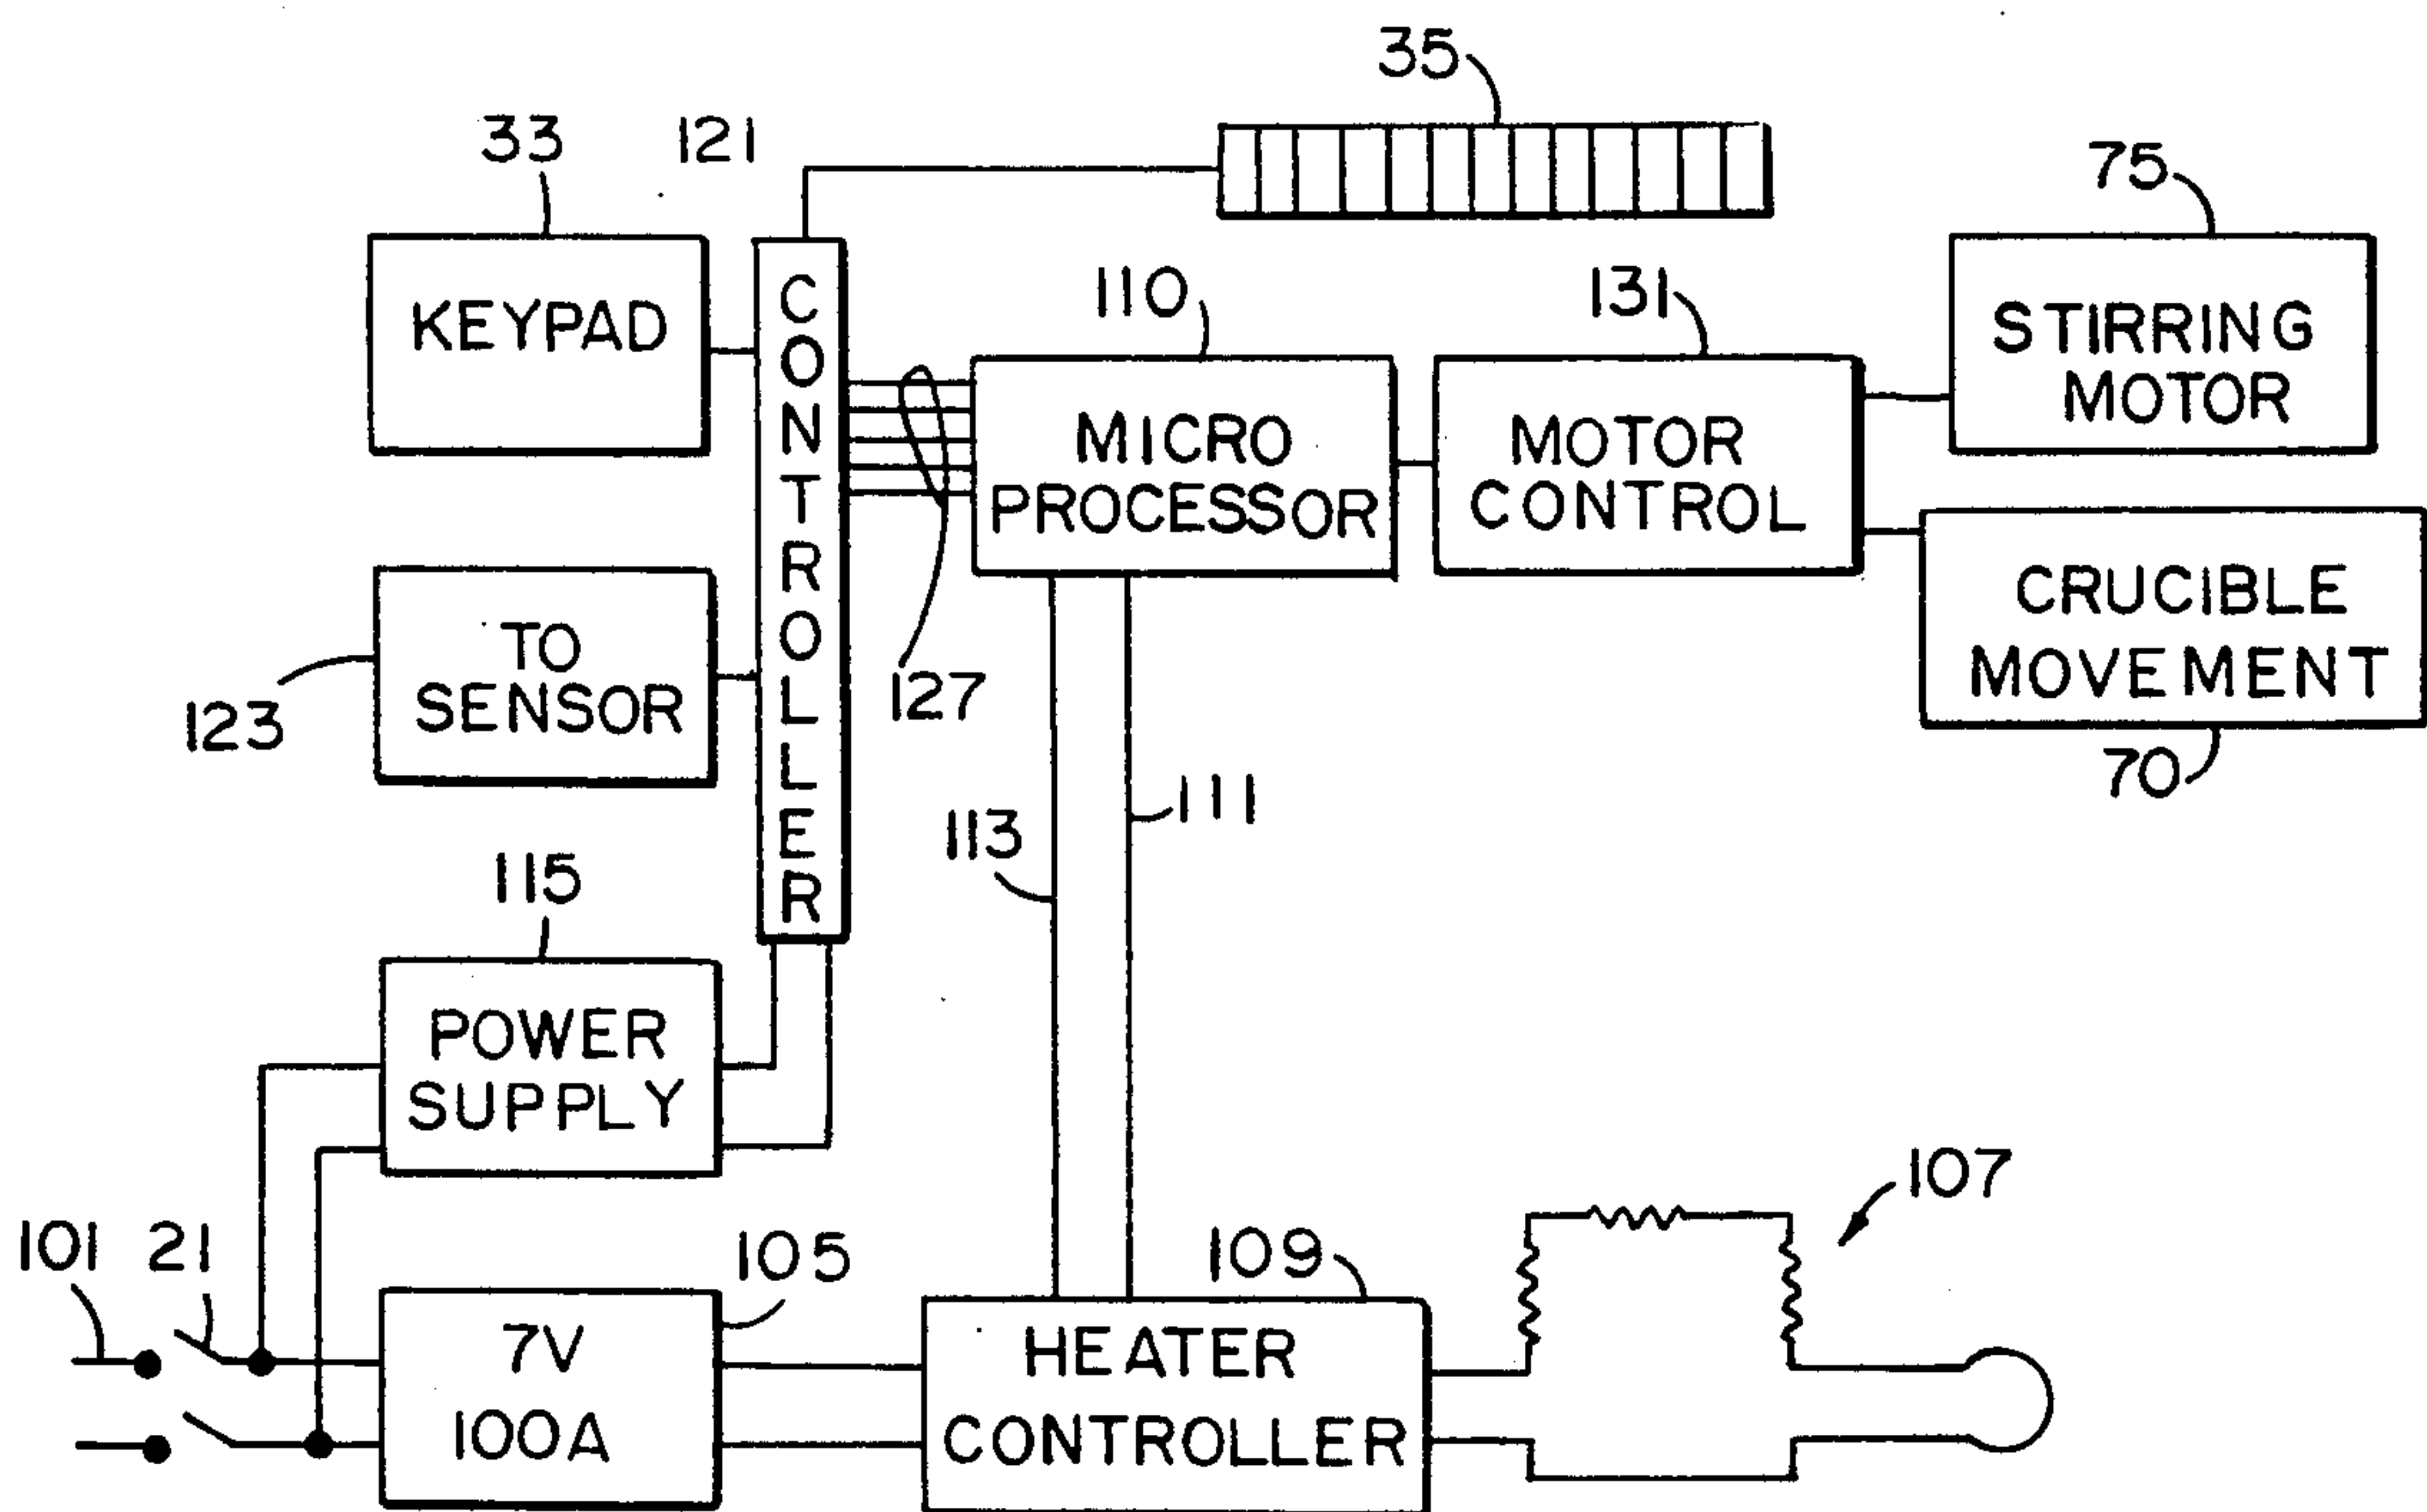 35
33
121
75
KEYPAD
CONTROLLER
110
131
STIRRING
MOTOR
MICRO
PROCESSOR
MOTOR
CONTROL
CRUCIBLE
MOVEMENT
70
TO
SENSOR
123
127
113
111
115
POWER
SUPPLY
101
21
105
109
107
7V
100A
HEATER
CONTROLLER